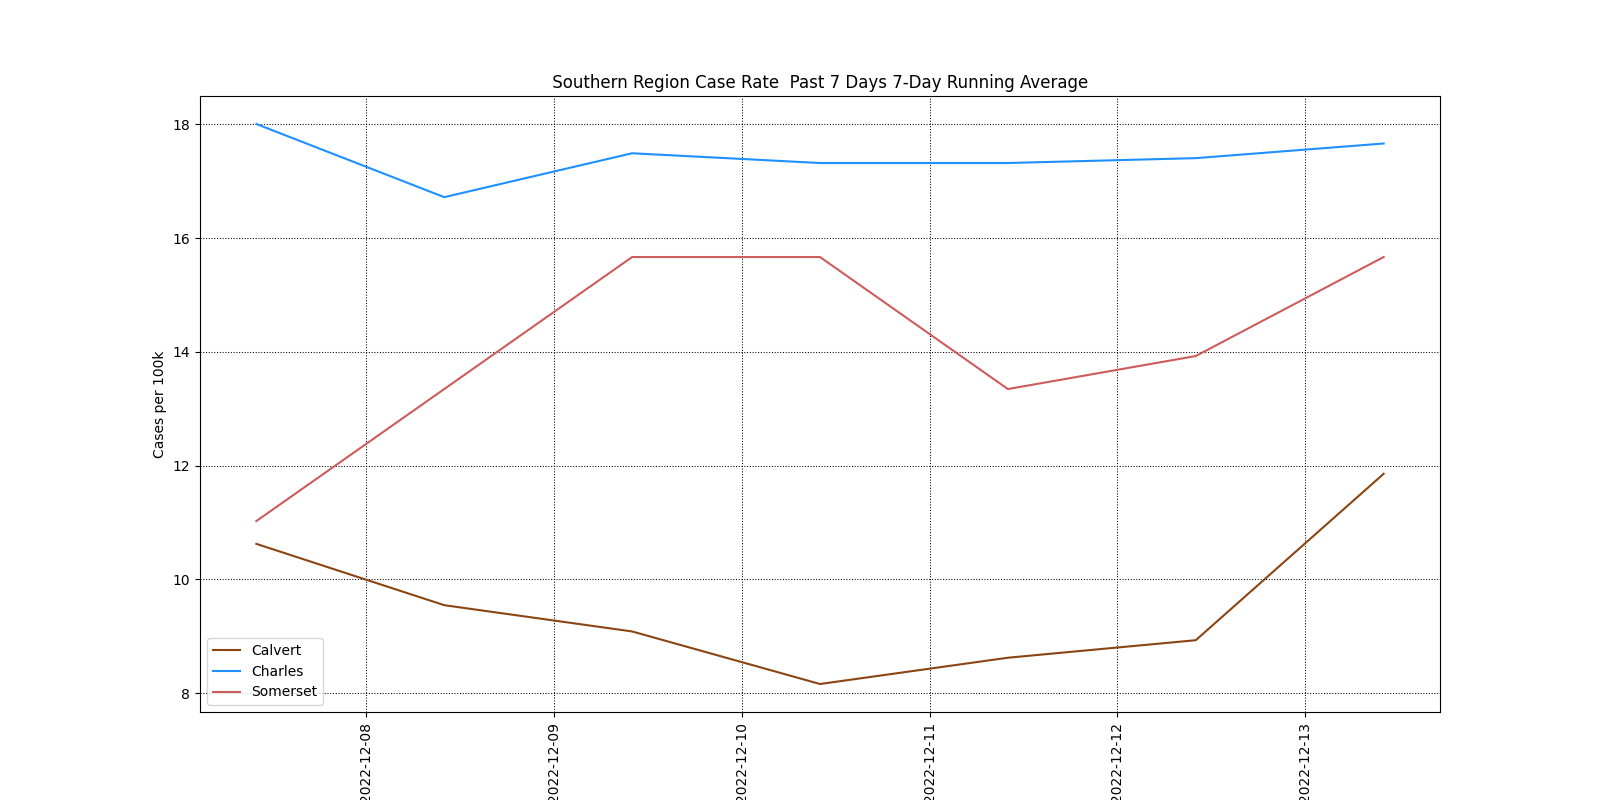 Southern Region Case Rate  Past 7 Days 7-Day Running Average
Cases per 100k
18
16
14
12
10
8
Calvert
Charles
Somerset
2022-12-08
2022-12-09
2022-12-10
2022-12-11
2022-12-12
2022-12-13